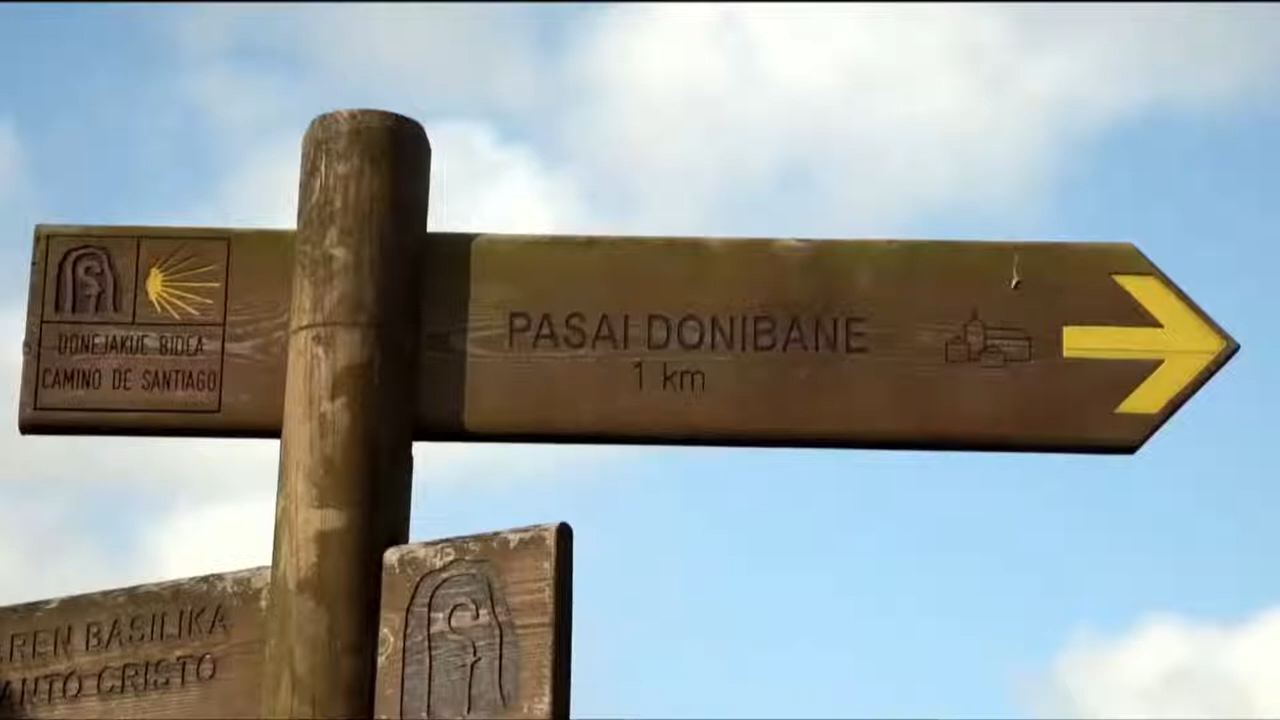 DONEJAKUE BIDEA
CAMINO DE SANTIAGO
PASAI DONIBANE
1 km
BASILIKA
CRISTO